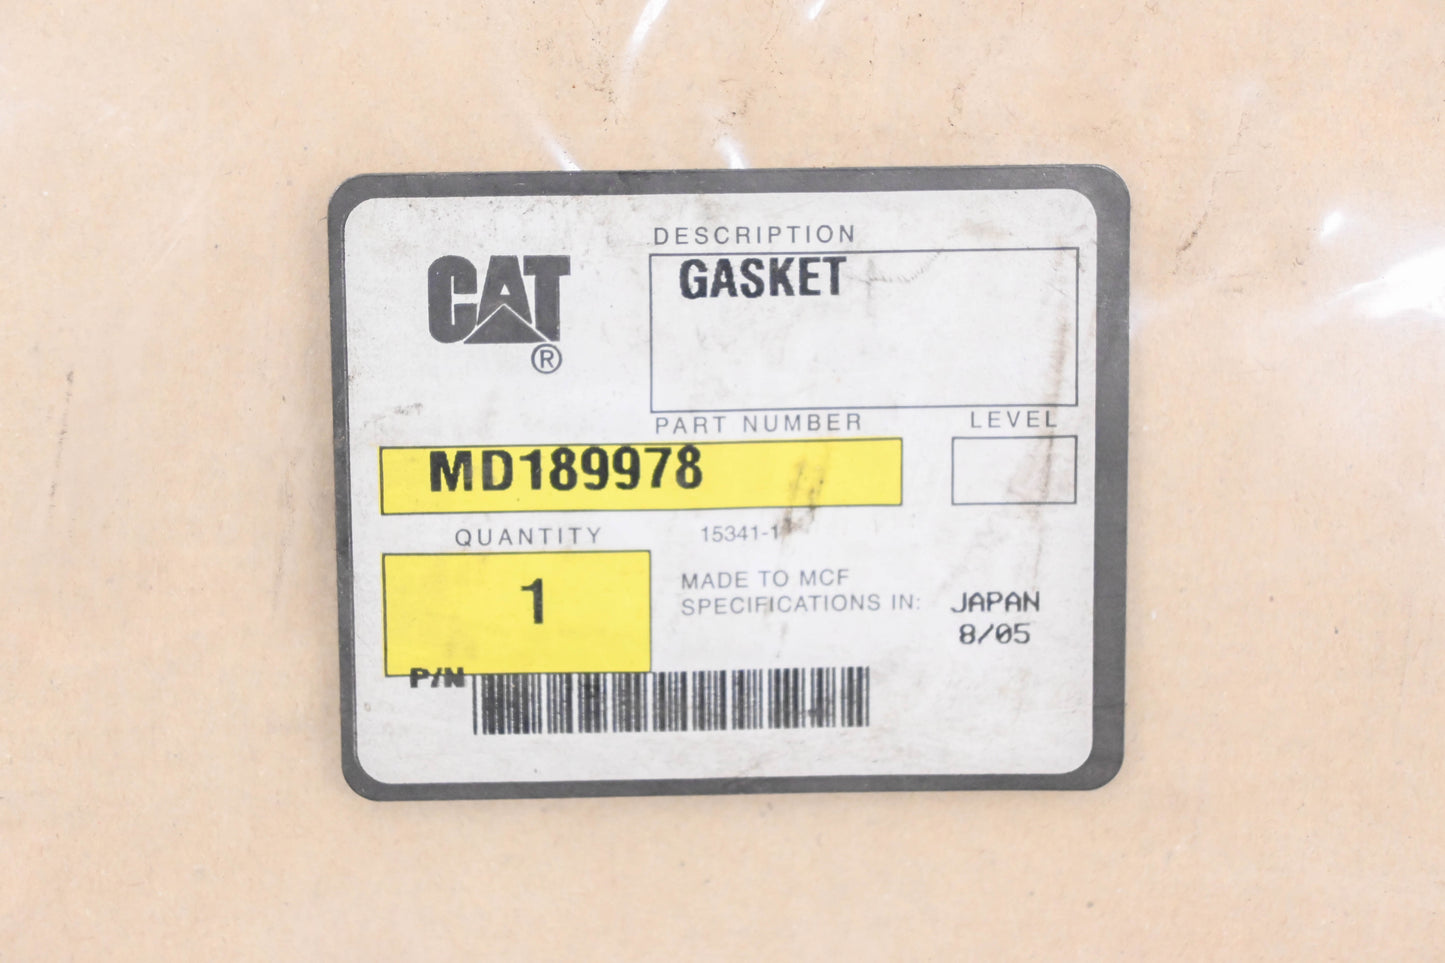 CAT®
DESCRIPTION
GASKET
PART NUMBER
LEVEL
MD189978
QUANTITY
15341-1
1
MADE TO MCF
SPECIFICATIONS IN:
JAPAN
8/05
P/N